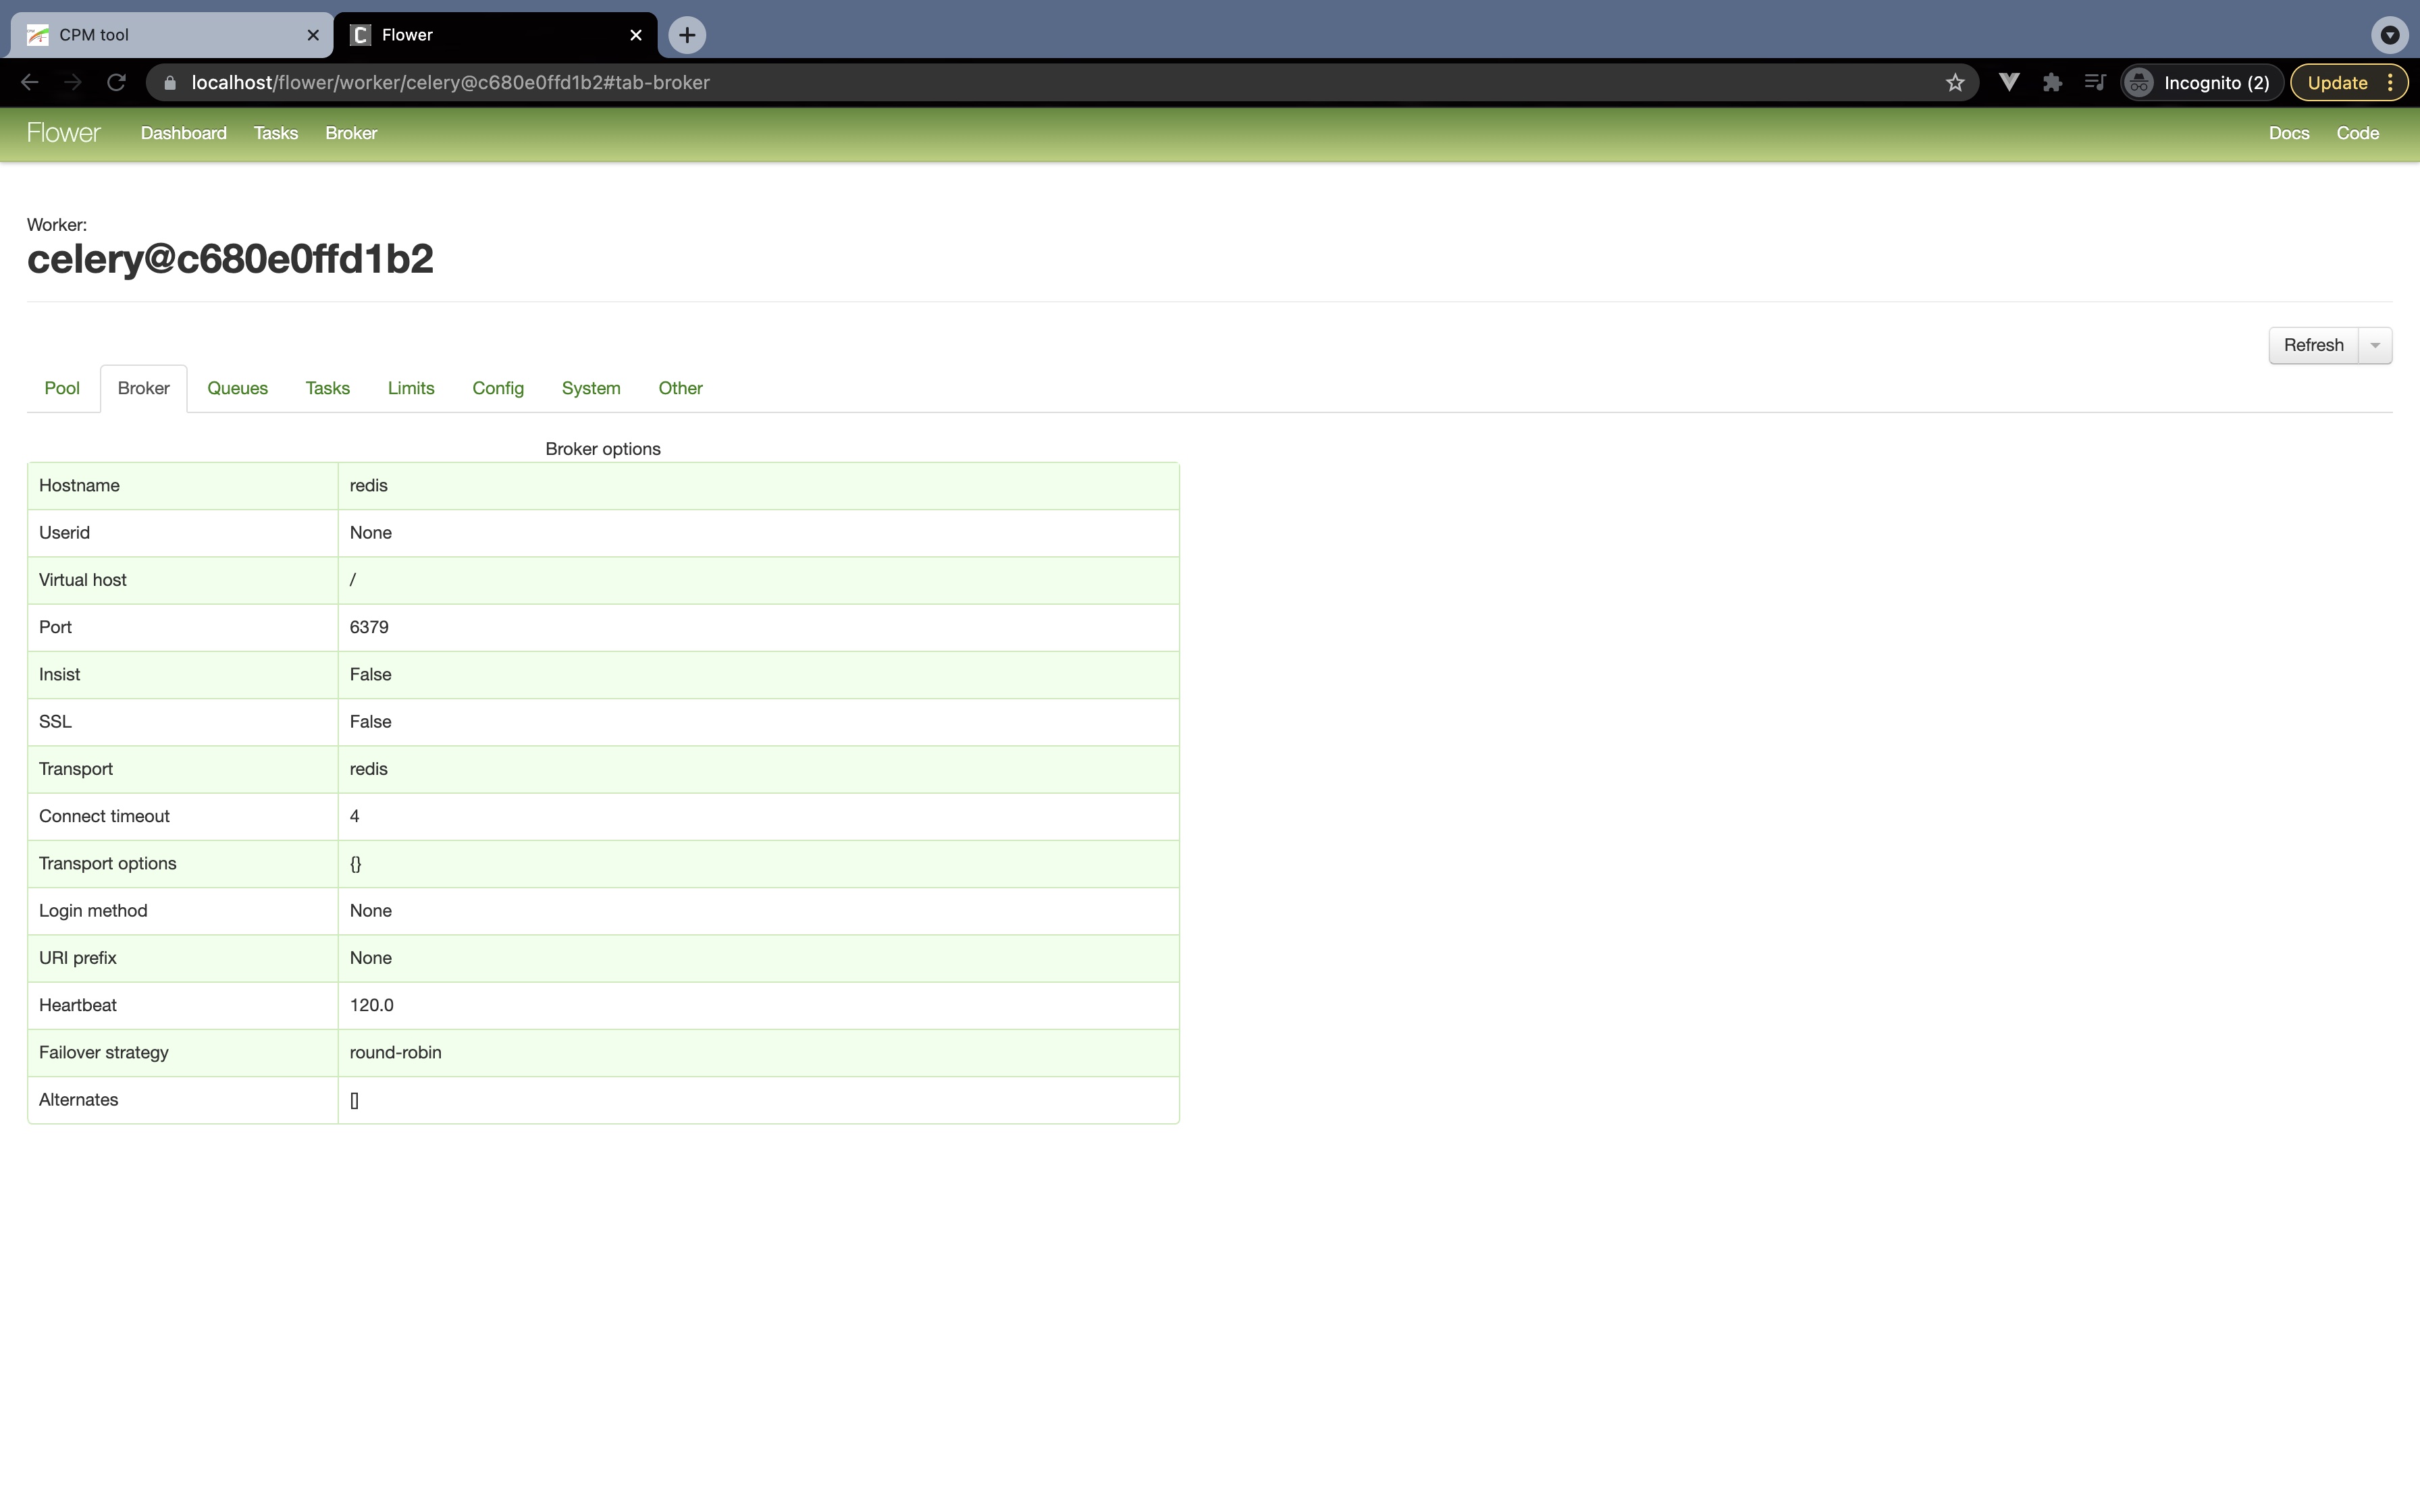 CPM tool
Flower
localhost/flower/worker/celery@c680e0ffd1b2#tab-broker
Incognito (2)
Update
Flower Dashboard Tasks Broker Docs Code
Worker:
celery@c680e0ffd1b2
Refresh
Pool Broker Queues Tasks Limits Config System Other
Broker options
Hostname redis
Userid None
Virtual host /
Port 6379
Insist False
SSL False
Transport redis
Connect timeout 4
Transport options {}
Login method None
URI prefix None
Heartbeat 120.0
Failover strategy round-robin
Alternates []